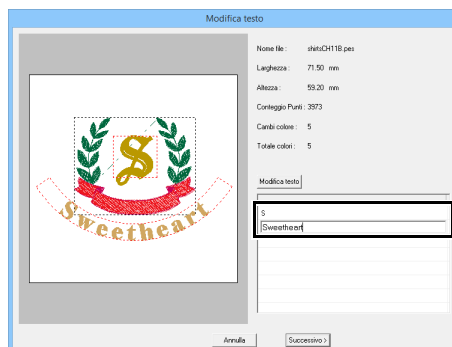 Modifica testo
Nome file : shirtsCH11B.pes
Larghezza : 71.50 mm
Altezza : 59.20 mm
Conteggio Punti : 3973
Cambi colore : 5
Totale colori : 5
S
Sweetheart
Modifica testo
S
Sweetheart
Annulla
Successivo >